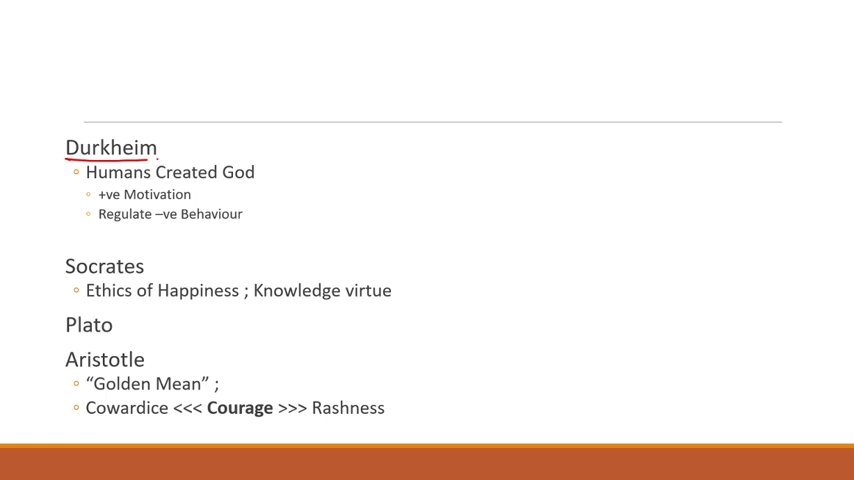 Durkheim
Humans Created God
+ve Motivation
Regulate –ve Behaviour
Socrates
Ethics of Happiness ; Knowledge virtue
Plato
Aristotle
“Golden Mean” ;
Cowardice <<< Courage >>> Rashness